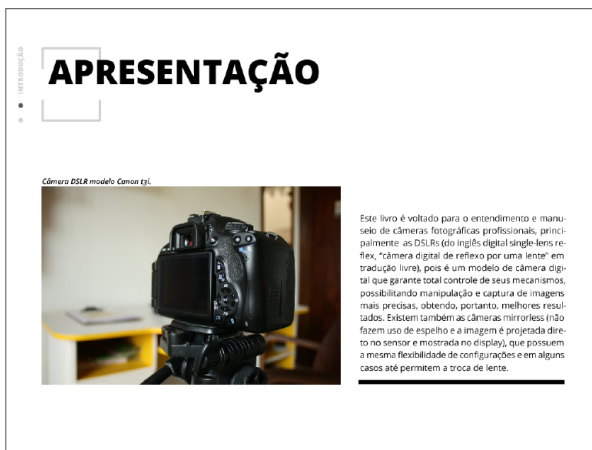 INTRODUÇÃO
APRESENTAÇÃO
Câmera DSLR modelo Canon t3i.
Este livro é voltado para o entendimento e manu-
seio de câmeras fotográficas profissionais, princi-
palmente as DSLRs (do inglês digital single-lens re-
flex, “câmera digital de reflexo por uma lente” em
tradução livre), pois é um modelo de câmera digi-
tal que garante total controle de seus mecanismos,
possibilitando manipulação e captura de imagens
mais precisas, obtendo, portanto, melhores resul-
tados. Existem também as câmeras mirrorless (não
fazem uso de espelho e a imagem é projetada dire-
to no sensor e mostrada no display), que possuem
a mesma flexibilidade de configurações e em alguns
casos até permitem a troca de lente.